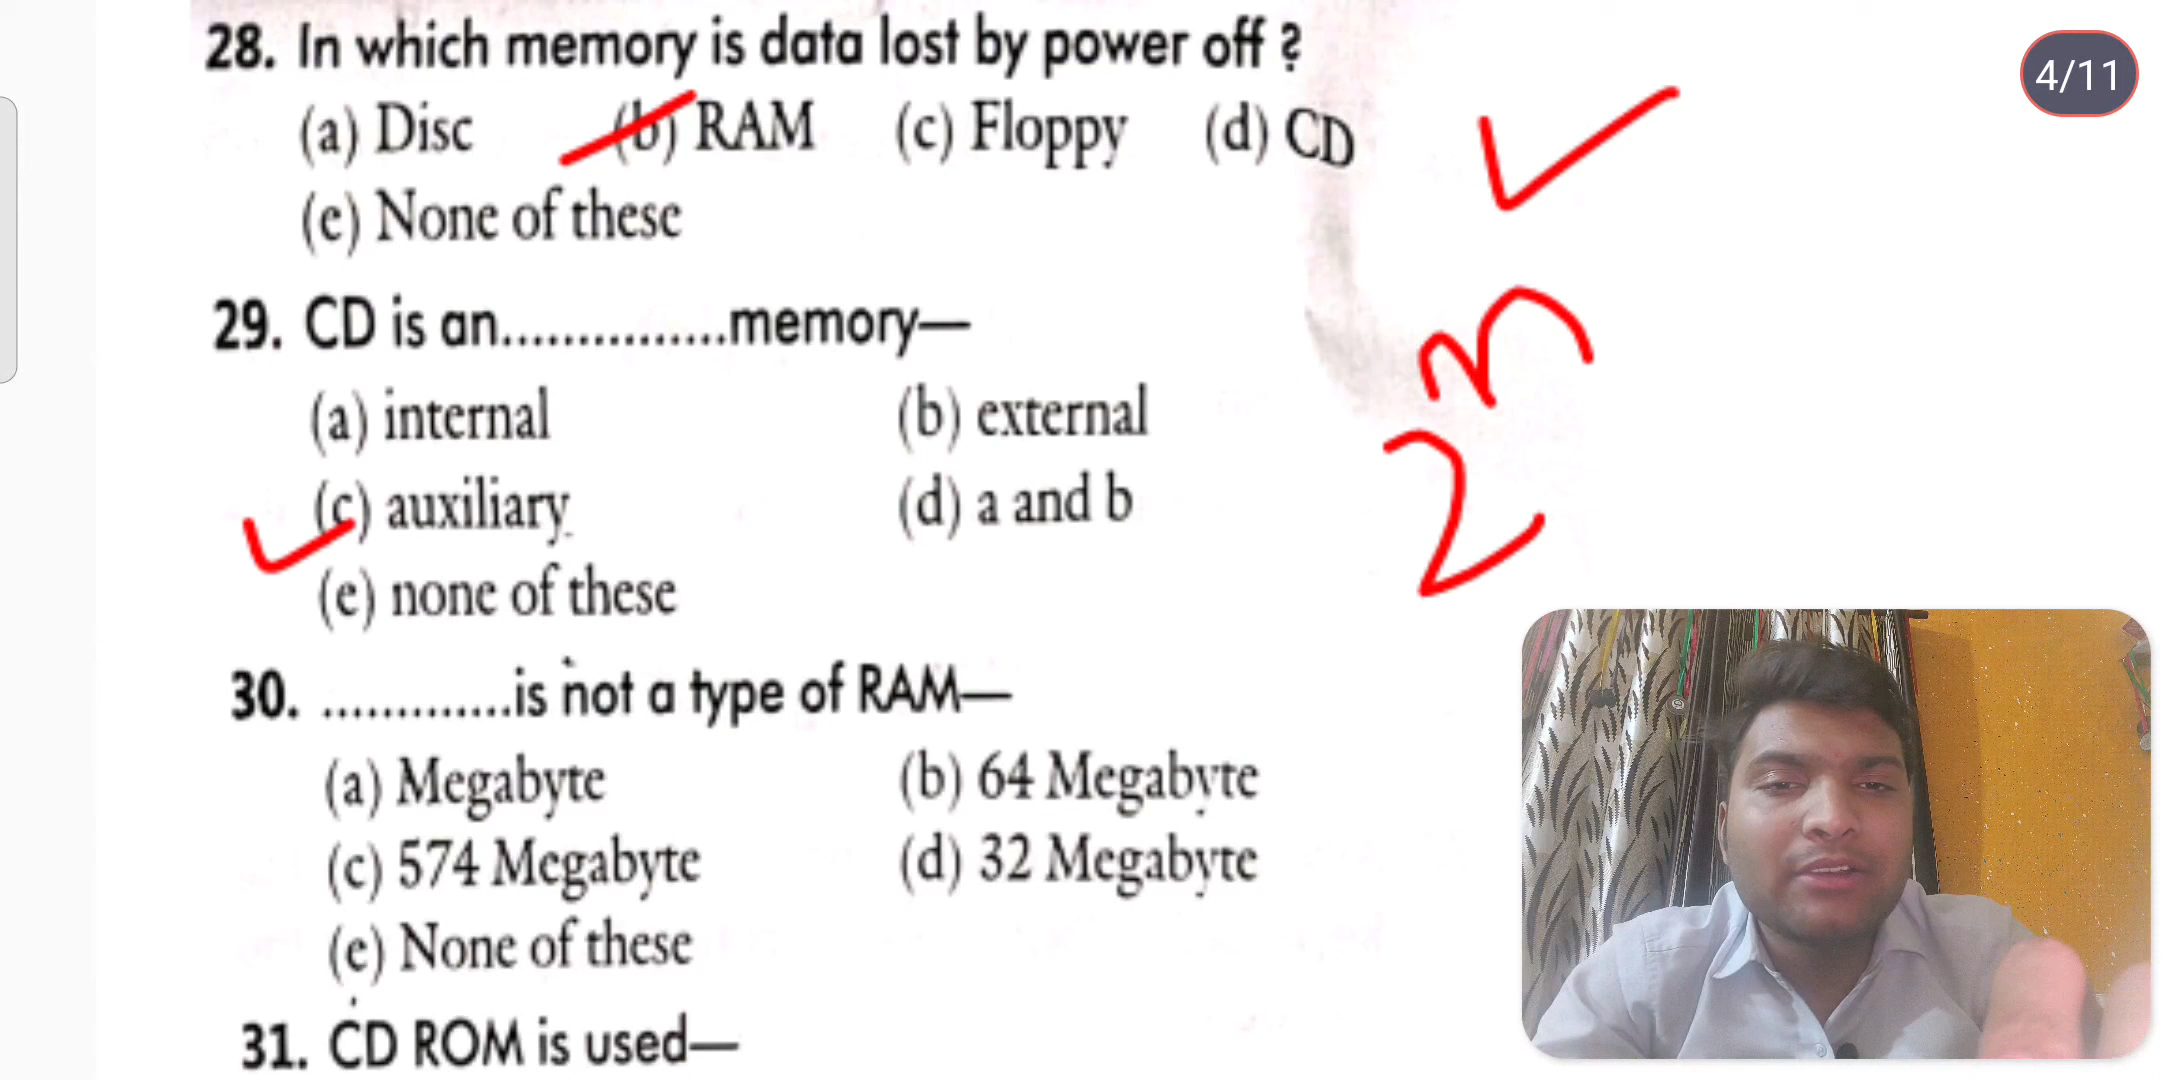 28. In which memory is data lost by power off ?
(a) Disc (b) RAM (c) Floppy (d) CD
(e) None of these
29. CD is an...............memory—
(a) internal (b) external
(c) auxiliary (d) a and b
(e) none of these
30. .............is not a type of RAM—
(a) Megabyte (b) 64 Megabyte
(c) 574 Megabyte (d) 32 Megabyte
(e) None of these
31. CD ROM is used—
4/11
2